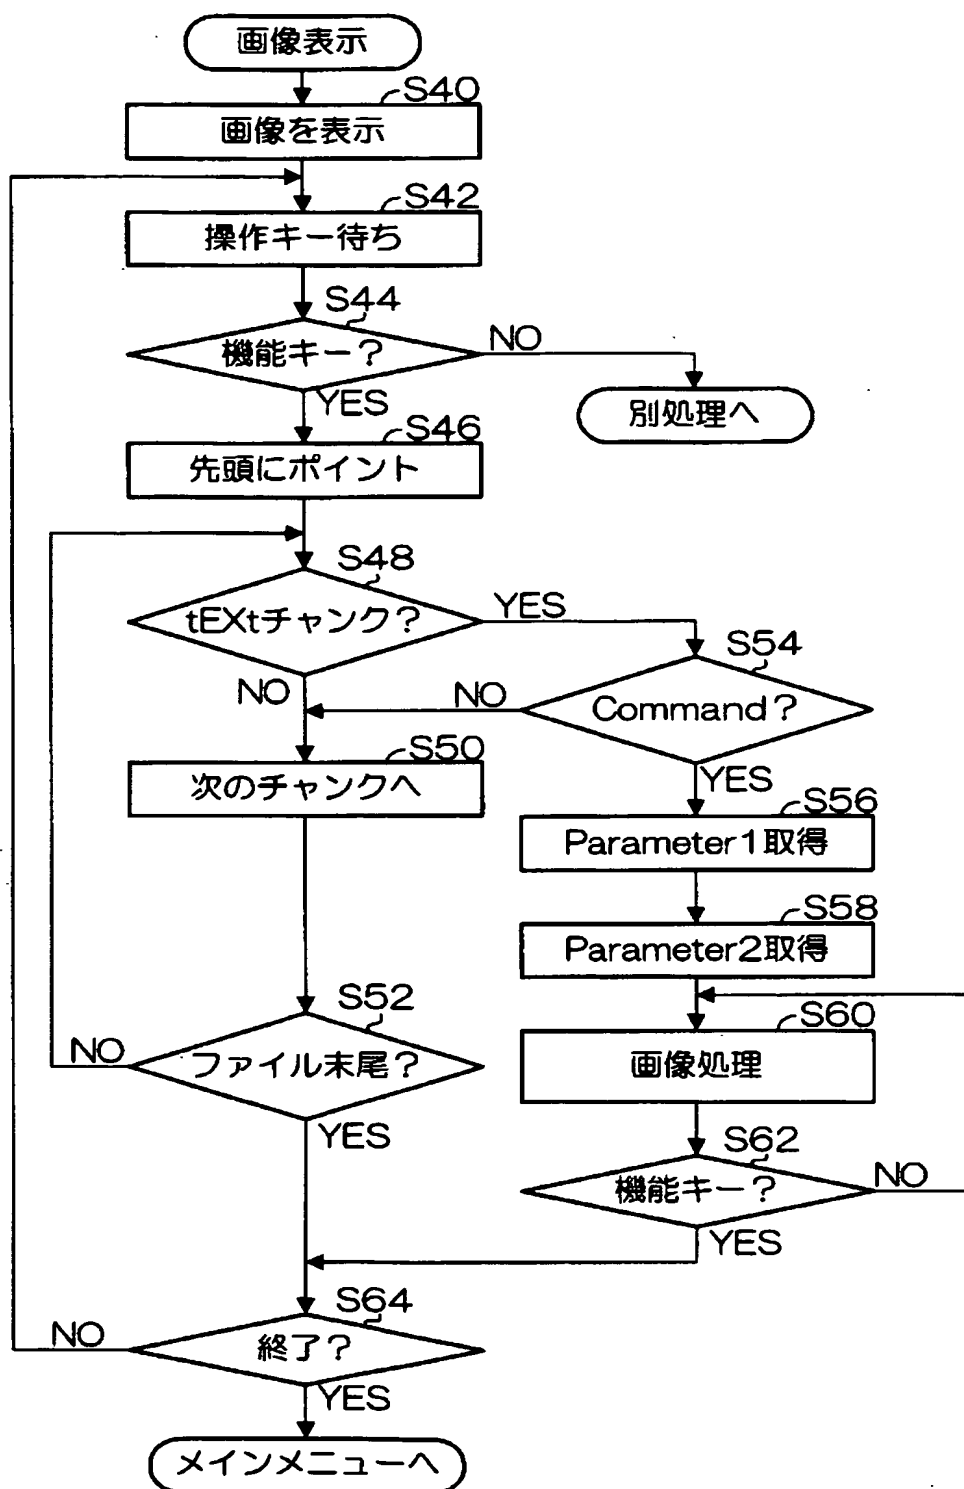 画像表示
S40
画像を表示
S42
操作キー待ち
S44
機能キー?
NO
YES
別処理へ
S46
先頭にポイント
S48
tEXtチャンク?
YES
NO
S54
Command?
NO
YES
S50
次のチャンクへ
S56
Parameter1取得
S58
Parameter2取得
S52
ファイル末尾?
NO
YES
S60
画像処理
S62
機能キー?
NO
YES
S64
終了?
NO
YES
メインメニューへ